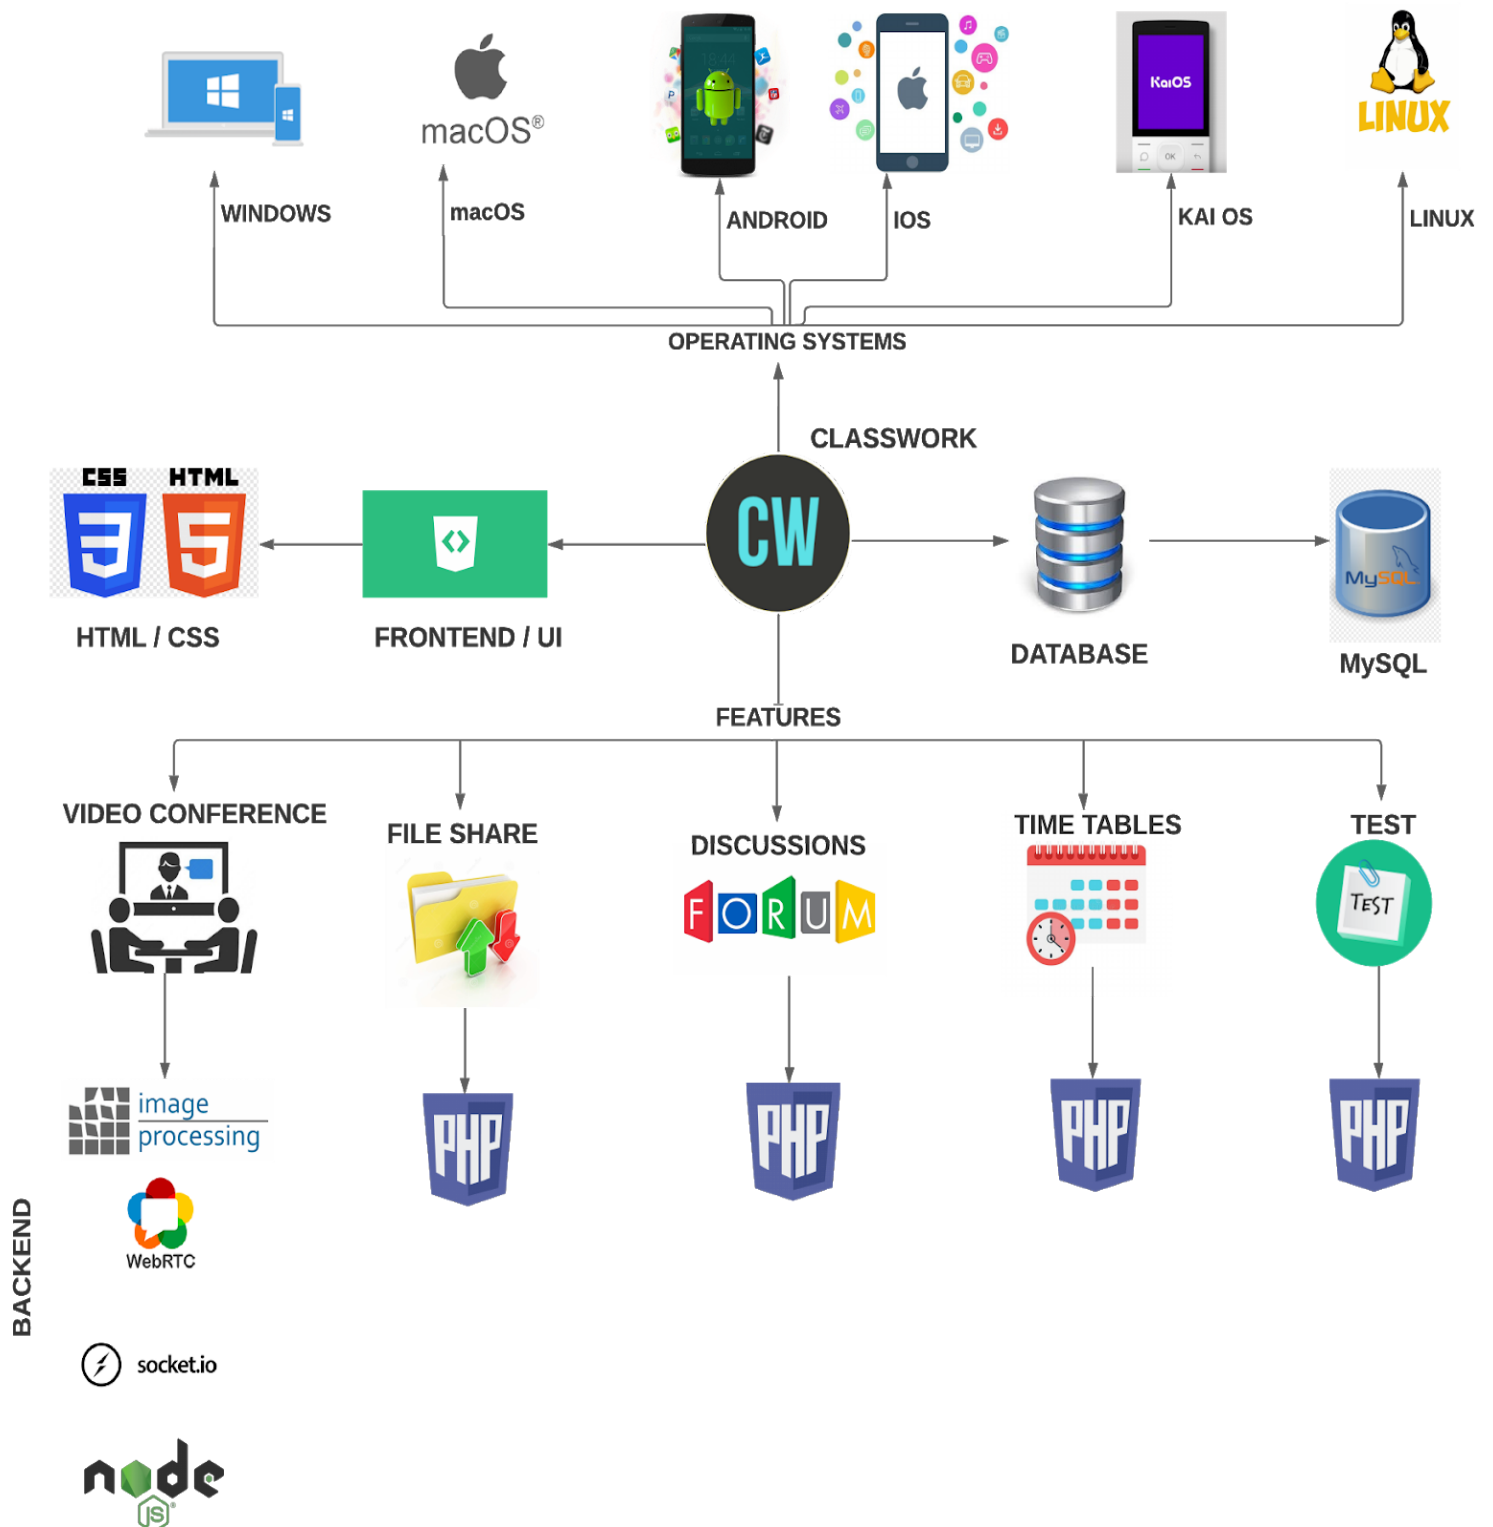 macOS®
KaiOS
OK
LINUX
WINDOWS
macOS
ANDROID
IOS
KAI OS
LINUX
OPERATING SYSTEMS
CLASSWORK
CSS HTML
CW
MySQL
HTML / CSS
FRONTEND / UI
DATABASE
MySQL
FEATURES
VIDEO CONFERENCE
FILE SHARE
DISCUSSIONS
TIME TABLES
TEST
FORUM
TEST
image
processing
PHP
PHP
PHP
PHP
WebRTC
BACKEND
socket.io
node
JS®